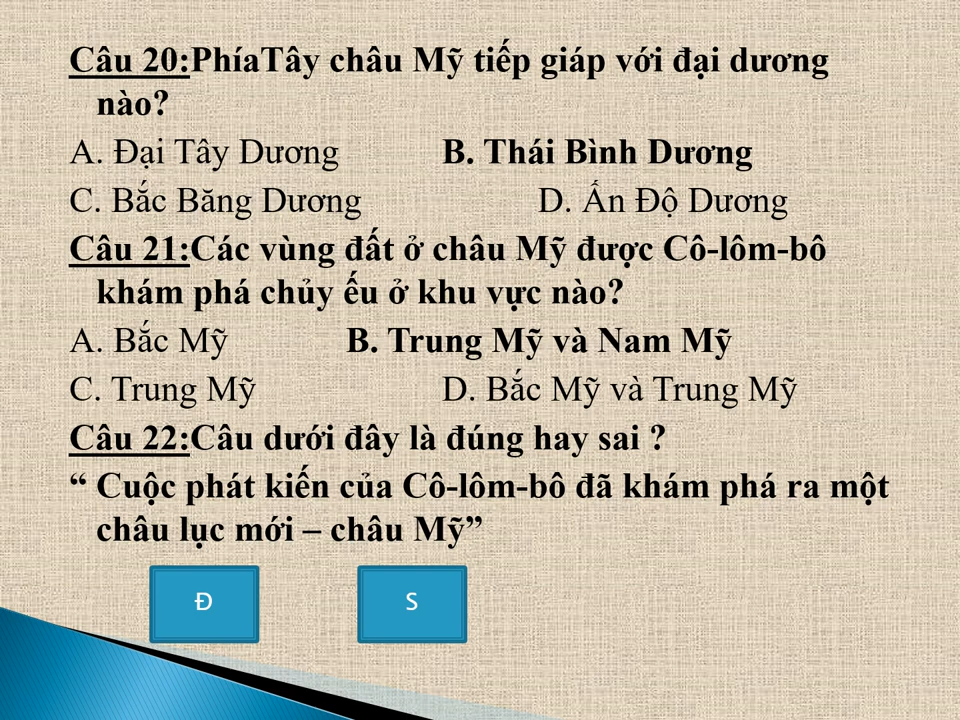 Câu 20:PhíaTây châu Mỹ tiếp giáp với đại dương
nào?
A. Đại Tây Dương B. Thái Bình Dương
C. Bắc Băng Dương D. Ấn Độ Dương
Câu 21:Các vùng đất ở châu Mỹ được Cô-lôm-bô
khám phá chủy ếu ở khu vực nào?
A. Bắc Mỹ B. Trung Mỹ và Nam Mỹ
C. Trung Mỹ D. Bắc Mỹ và Trung Mỹ
Câu 22:Câu dưới đây là đúng hay sai ?
“ Cuộc phát kiến của Cô-lôm-bô đã khám phá ra một
châu lục mới – châu Mỹ”
Đ S